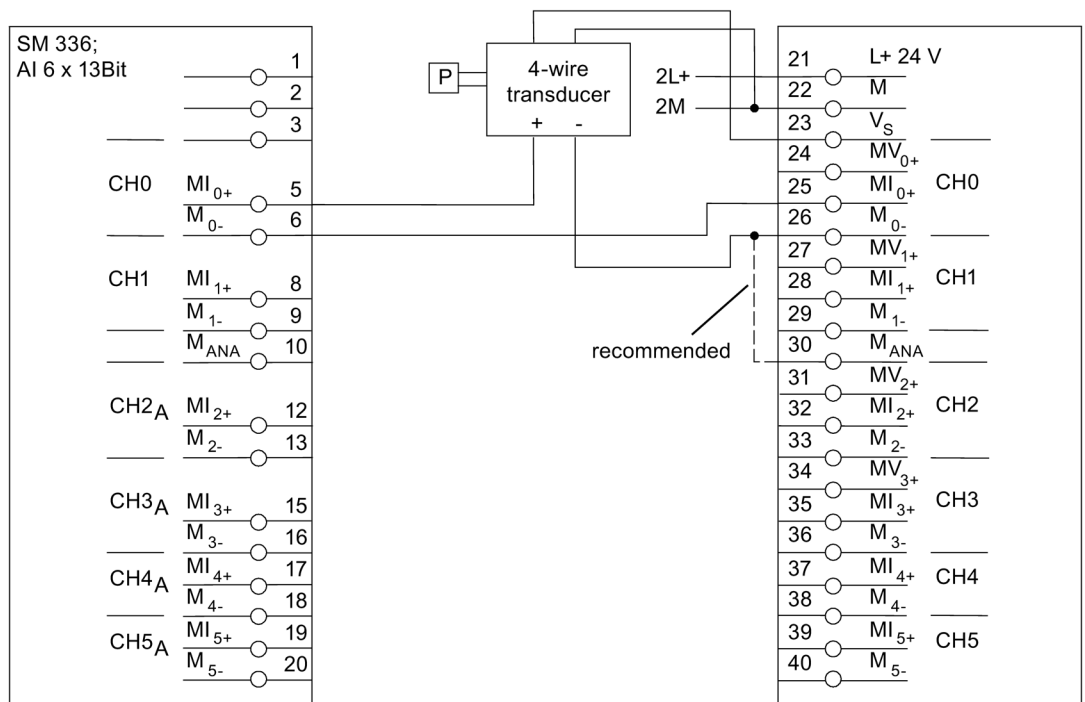 SM 336;
AI 6 x 13Bit
1
2
3
CH0
MI0+
5
M0-
6
CH1
MI1+
8
M1-
9
MANA
10
CH2A
MI2+
12
M2-
13
CH3A
MI3+
15
M3-
16
CH4A
MI4+
17
M4-
18
CH5A
MI5+
19
M5-
20
P
4-wire
transducer
+ -
2L+
2M
recommended
21 L+ 24 V
22 M
23 VS
24 MV0+
25 MI0+ CH0
26 M0-
27 MV1+
28 MI1+ CH1
29 M1-
30 MANA
31 MV2+
32 MI2+ CH2
33 M2-
34 MV3+
35 MI3+ CH3
36 M3-
37 MI4+ CH4
38 M4-
39 MI5+ CH5
40 M5-